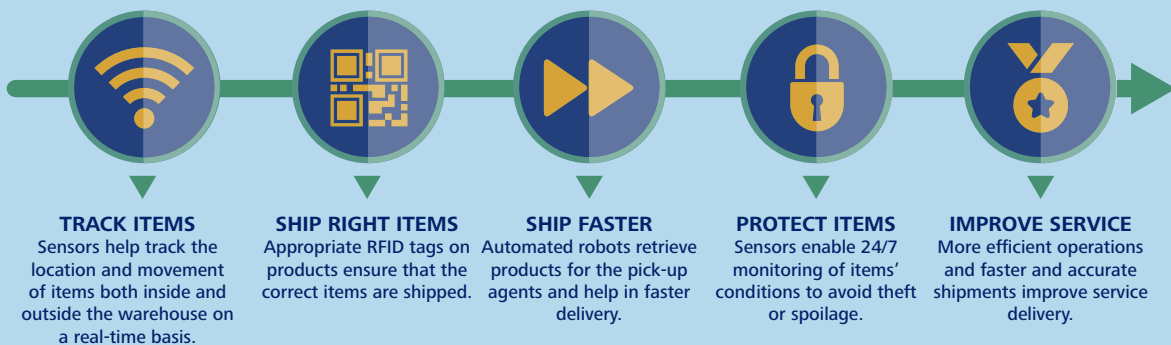 TRACK ITEMS
Sensors help track the
location and movement
of items both inside and
outside the warehouse on
a real-time basis.
SHIP RIGHT ITEMS
Appropriate RFID tags on
products ensure that the
correct items are shipped.
SHIP FASTER
Automated robots retrieve
products for the pick-up
agents and help in faster
delivery.
PROTECT ITEMS
Sensors enable 24/7
monitoring of items’
conditions to avoid theft
or spoilage.
IMPROVE SERVICE
More efficient operations
and faster and accurate
shipments improve service
delivery.